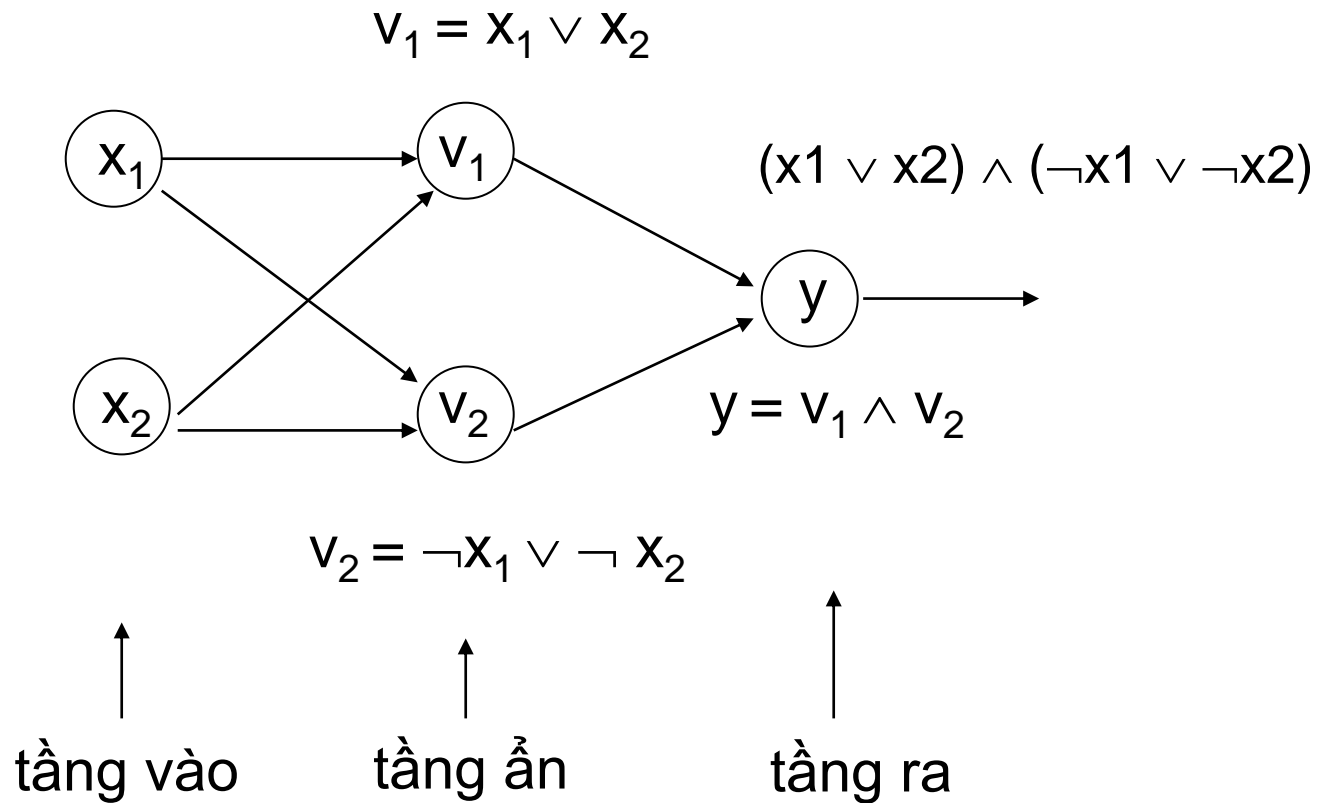 v₁ = x₁ ∨ x₂
x₁
v₁
(x1 ∨ x2) ∧ (¬x1 ∨ ¬x2)
y
x₂
v₂
y = v₁ ∧ v₂
v₂ = ¬x₁ ∨ ¬ x₂
tầng vào
tầng ẩn
tầng ra